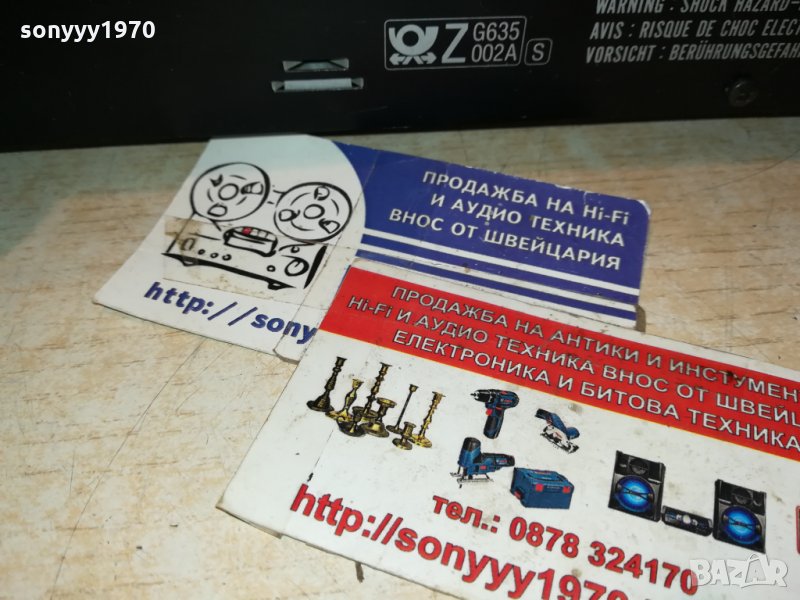 sonyyy1970
Z G635
002A S
WARNING: SHOCK HAZARD-
AVIS: RISQUE DE CHOC ELECT
VORSICHT: BERÜHRUNGSGEFAH
ПРОДАЖБА НА Hi-Fi
И АУДИО ТЕХНИКА
ВНОС ОТ ШВЕЙЦАРИЯ
http://sony
ПРОДАЖБА НА АНТИКИ И ИНСТУМЕН
Hi-Fi И АУДИО ТЕХНИКА ВНОС ОТ ШВЕЙЦ
ЕЛЕКТРОНИКА И БИТОВА ТЕХНИКА
тел.: 0878 324170
http://sonyyy1970.
BAZAR